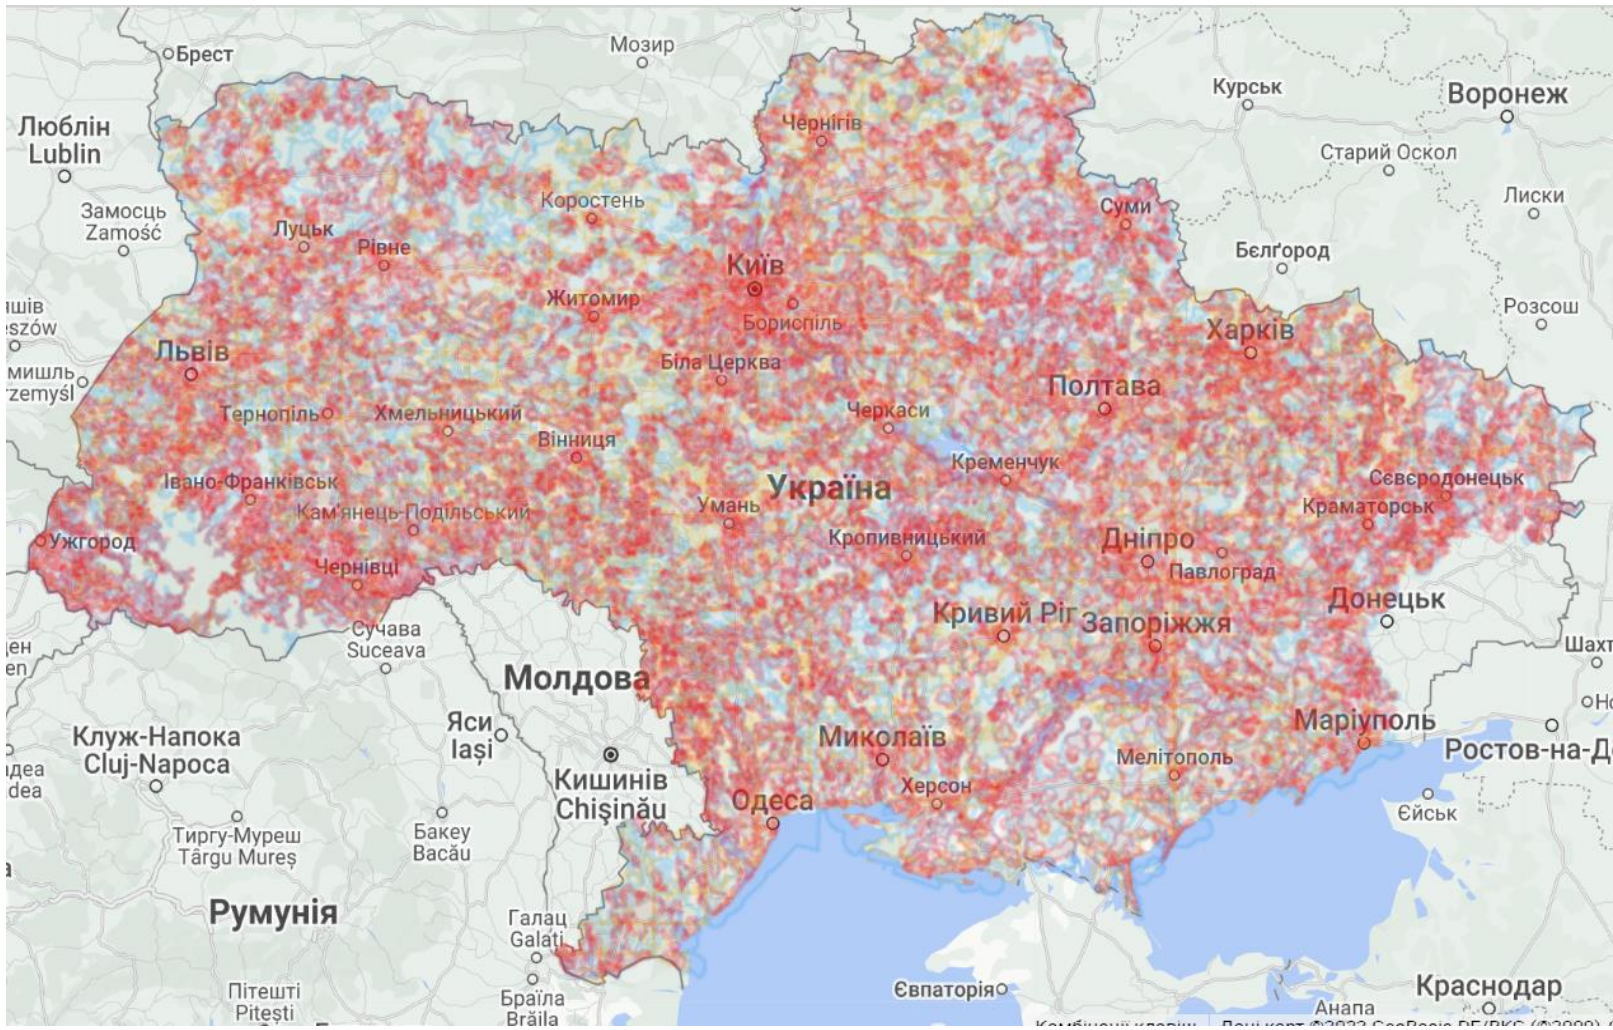 Брест
Мозир
Курськ
Воронеж
Люблін
Lublin
Чернігів
Старий Оскол
Замосць
Zamość
Коростень
Суми
Лиски
Луцьк
Рівне
Бєлґород
Київ
Житомир
Бориспіль
Розсош
Львів
Харків
Біла Церква
Полтава
Тернопіль
Хмельницький
Черкаси
Вінниця
Кременчук
Івано-Франківськ
Україна
Сєвєродонецьк
Умань
Краматорськ
Кам'янець-Подільський
Ужгород
Кропивницький
Дніпро
Чернівці
Павлоград
Донецьк
Кривий Ріг
Запоріжжя
Сучава
Suceava
Молдова
Яси
Iași
Миколаїв
Маріуполь
Клуж-Напока
Cluj-Napoca
Мелітополь
Ростов-на-Д
Кишинів
Chișinău
Херсон
Одеса
Єйськ
Тиргу-Муреш
Târgu Mureș
Бакеу
Bacău
Румунія
Галац
Galați
Пітешті
Pitești
Браїла
Brăila
Євпаторія
Краснодар
Анапа